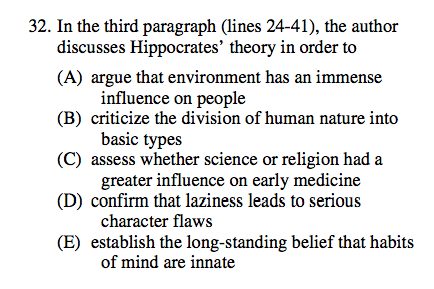 32. In the third paragraph (lines 24-41), the author
discusses Hippocrates’ theory in order to
(A) argue that environment has an immense
influence on people
(B) criticize the division of human nature into
basic types
(C) assess whether science or religion had a
greater influence on early medicine
(D) confirm that laziness leads to serious
character flaws
(E) establish the long-standing belief that habits
of mind are innate